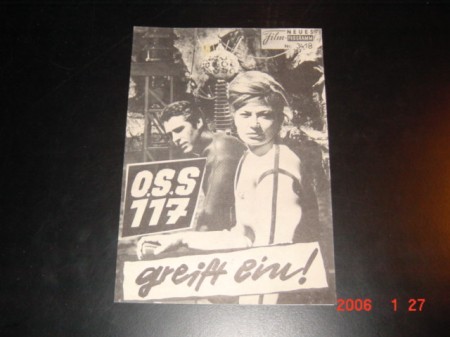 Film
NEUES
PROGRAMM
O.S.S
117
greift ein!
2006 1 27